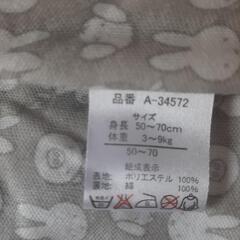 品番 A-34572
サイズ
身長 50～70cm
体重 3～9kg
50－70
組成表示
表地: ポリエステル 100%
裏地: 綿 100%